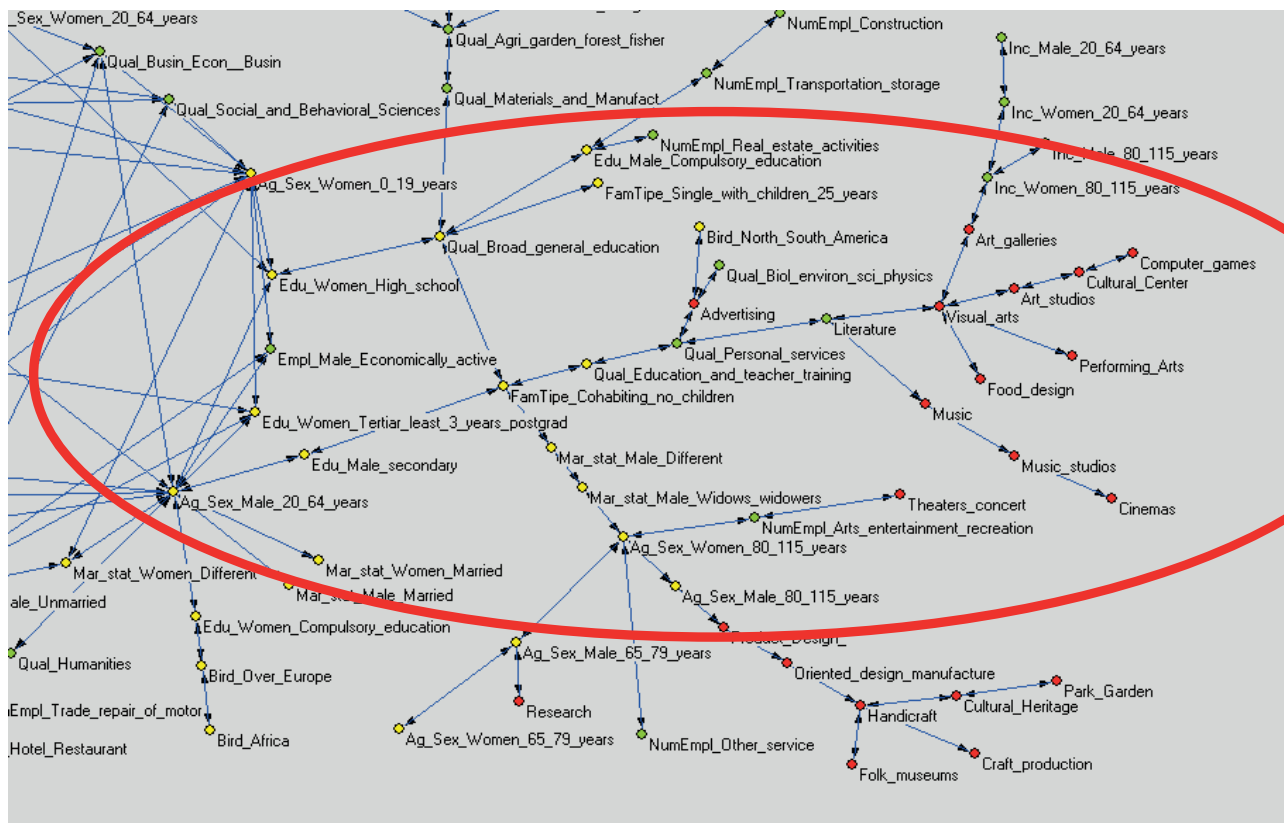 _Sex_Women_20_64_years
NumEmpl_Construction
Qual_Agri_garden_forest_fisher
Inc_Male_20_64_years
Qual_Busin_Econ__Busin
NumEmpl_Transportation_storage
Qual_Materials_and_Manufact
Qual_Social_and_Behavioral_Sciences
Inc_Women_20_64_years
NumEmpl_Real_estate_activities
Edu_Male_Compulsory_education
Inc_Male_80_115_years
Ag_Sex_Women_0_19_years
Inc_Women_80_115_years
FamTipe_Single_with_children_25_years
Bird_North_South_America
Art_galleries
Qual_Broad_general_education
Computer_games
Qual_Biol_environ_sci_physics
Cultural_Center
Edu_Women_High_school
Art_studios
Advertising
Visual_arts
Literature
Qual_Personal_services
Empl_Male_Economically_active
Performing_Arts
Qual_Education_and_teacher_training
Food_design
FamTipe_Cohabiting_no_children
Music
Edu_Women_Tertiar_least_3_years_postgrad
Mar_stat_Male_Different
Edu_Male_secondary
Music_studios
Mar_stat_Male_Widows_widowers
Ag_Sex_Male_20_64_years
Theaters_concert
Cinemas
NumEmpl_Arts_entertainment_recreation
Ag_Sex_Women_80_115_years
Mar_stat_Women_Different
Mar_stat_Women_Married
ale_Unmarried
Mar_stat_Male_Married
Ag_Sex_Male_80_115_years
Edu_Women_Compulsory_education
Product_Design_
Ag_Sex_Male_65_79_years
Qual_Humanities
Bird_Over_Europe
Oriented_design_manufacture
Park_Garden
Cultural_Heritage
mEmpl_Trade_repair_of_motor
Research
Handicraft
Bird_Africa
Ag_Sex_Women_65_79_years
_Hotel_Restaurant
NumEmpl_Other_service
Craft_production
Folk_museums